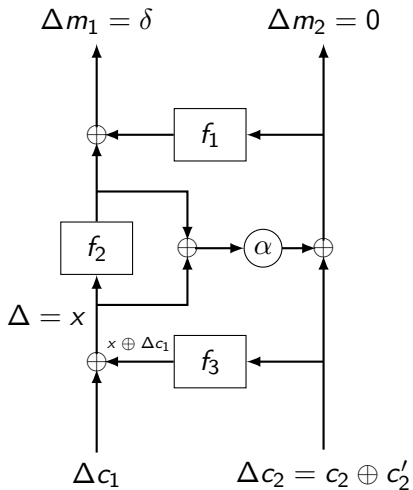 Δm₁ = δ
Δm₂ = 0
f₁
f₂
α
Δ = x
x ⊕ Δc₁
f₃
Δc₁
Δc₂ = c₂ ⊕ c₂′